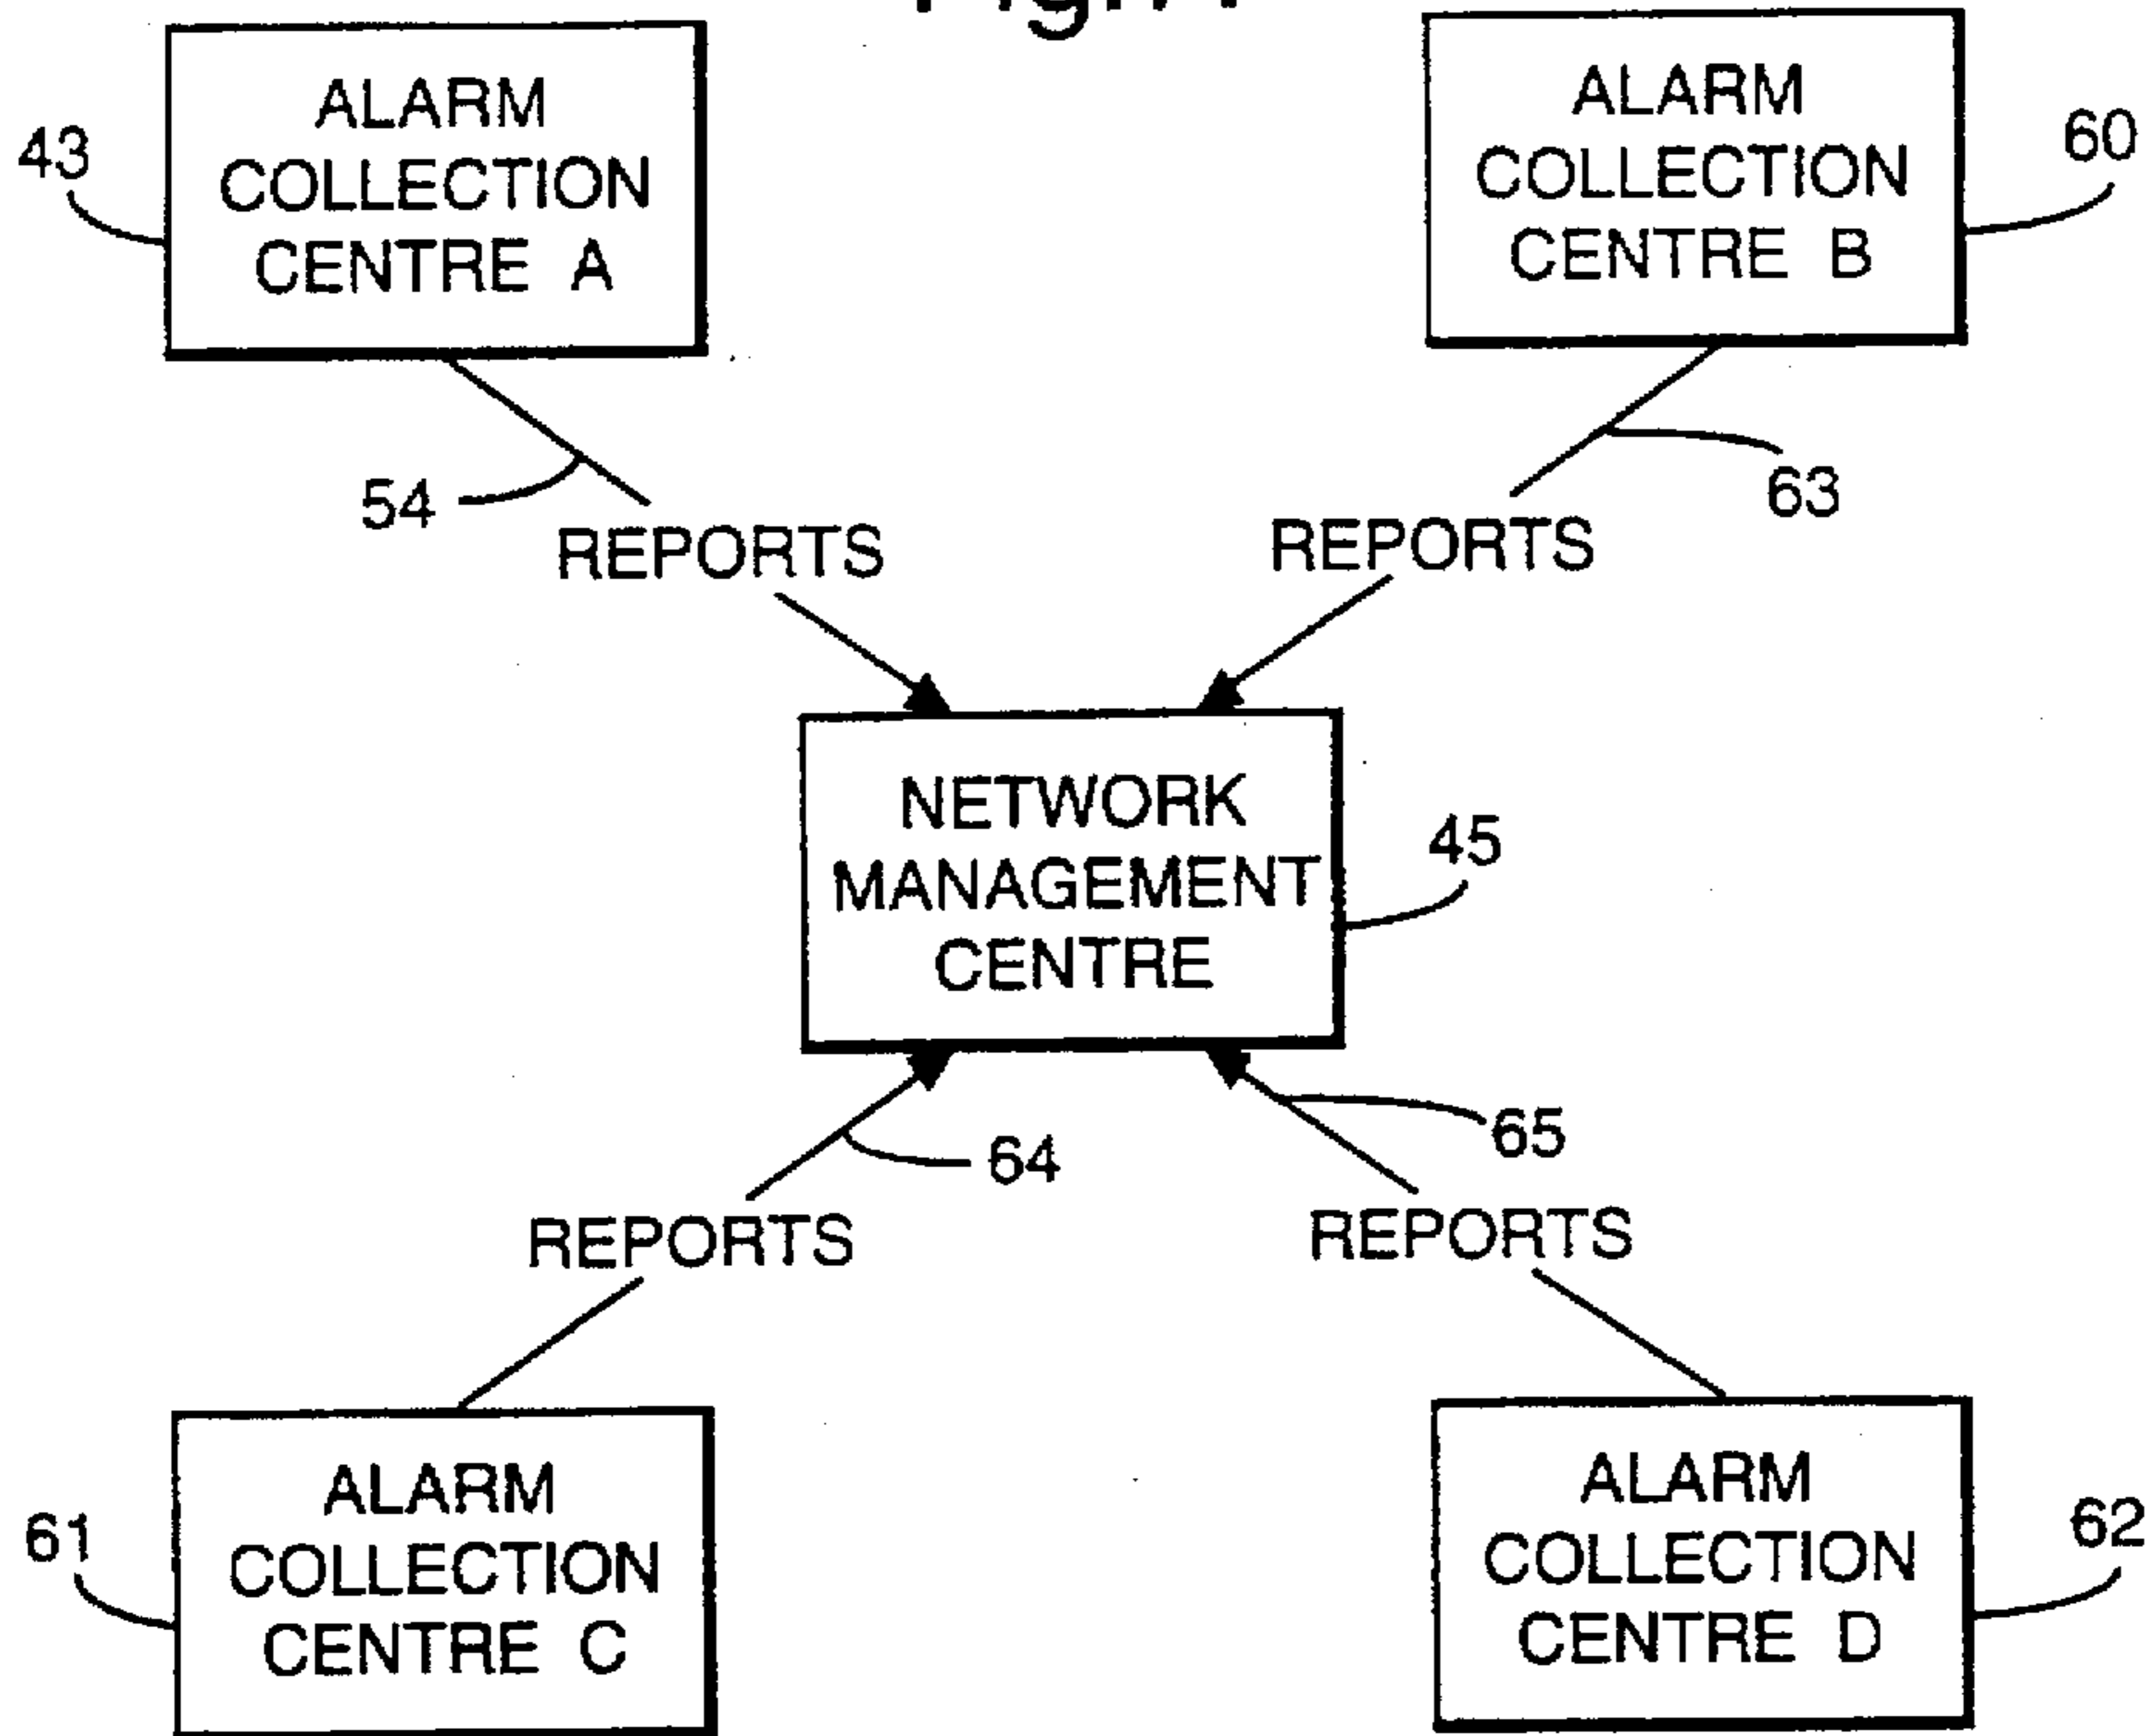 ALARM
COLLECTION
CENTRE A
43
ALARM
COLLECTION
CENTRE B
60
54
REPORTS
REPORTS
63
NETWORK
MANAGEMENT
CENTRE
45
64
65
REPORTS
REPORTS
ALARM
COLLECTION
CENTRE C
61
ALARM
COLLECTION
CENTRE D
62